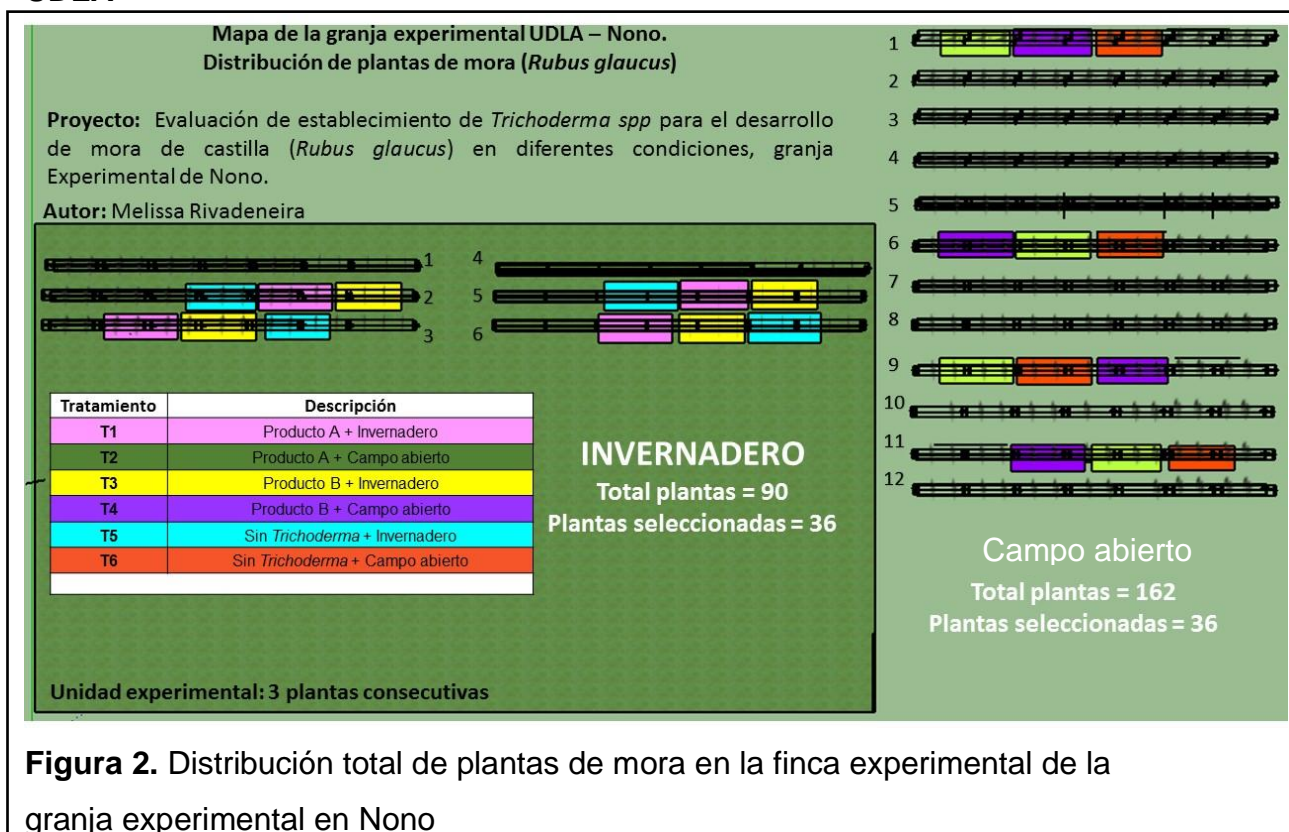 Mapa de la granja experimental UDLA – Nono.
Distribución de plantas de mora (Rubus glaucus)
Proyecto: Evaluación de establecimiento de Trichoderma spp para el desarrollo
de mora de castilla (Rubus glaucus) en diferentes condiciones, granja
Experimental de Nono.
Autor: Melissa Rivadeneira
1
2
3
4
5
6
Tratamiento Descripción
T1 Producto A + Invernadero
T2 Producto A + Campo abierto
T3 Producto B + Invernadero
T4 Producto B + Campo abierto
T5 Sin Trichoderma + Invernadero
T6 Sin Trichoderma + Campo abierto
INVERNADERO
Total plantas = 90
Plantas seleccionadas = 36
Unidad experimental: 3 plantas consecutivas
1
2
3
4
5
6
7
8
9
10
11
12
Campo abierto
Total plantas = 162
Plantas seleccionadas = 36
Figura 2. Distribución total de plantas de mora en la finca experimental de la
granja experimental en Nono